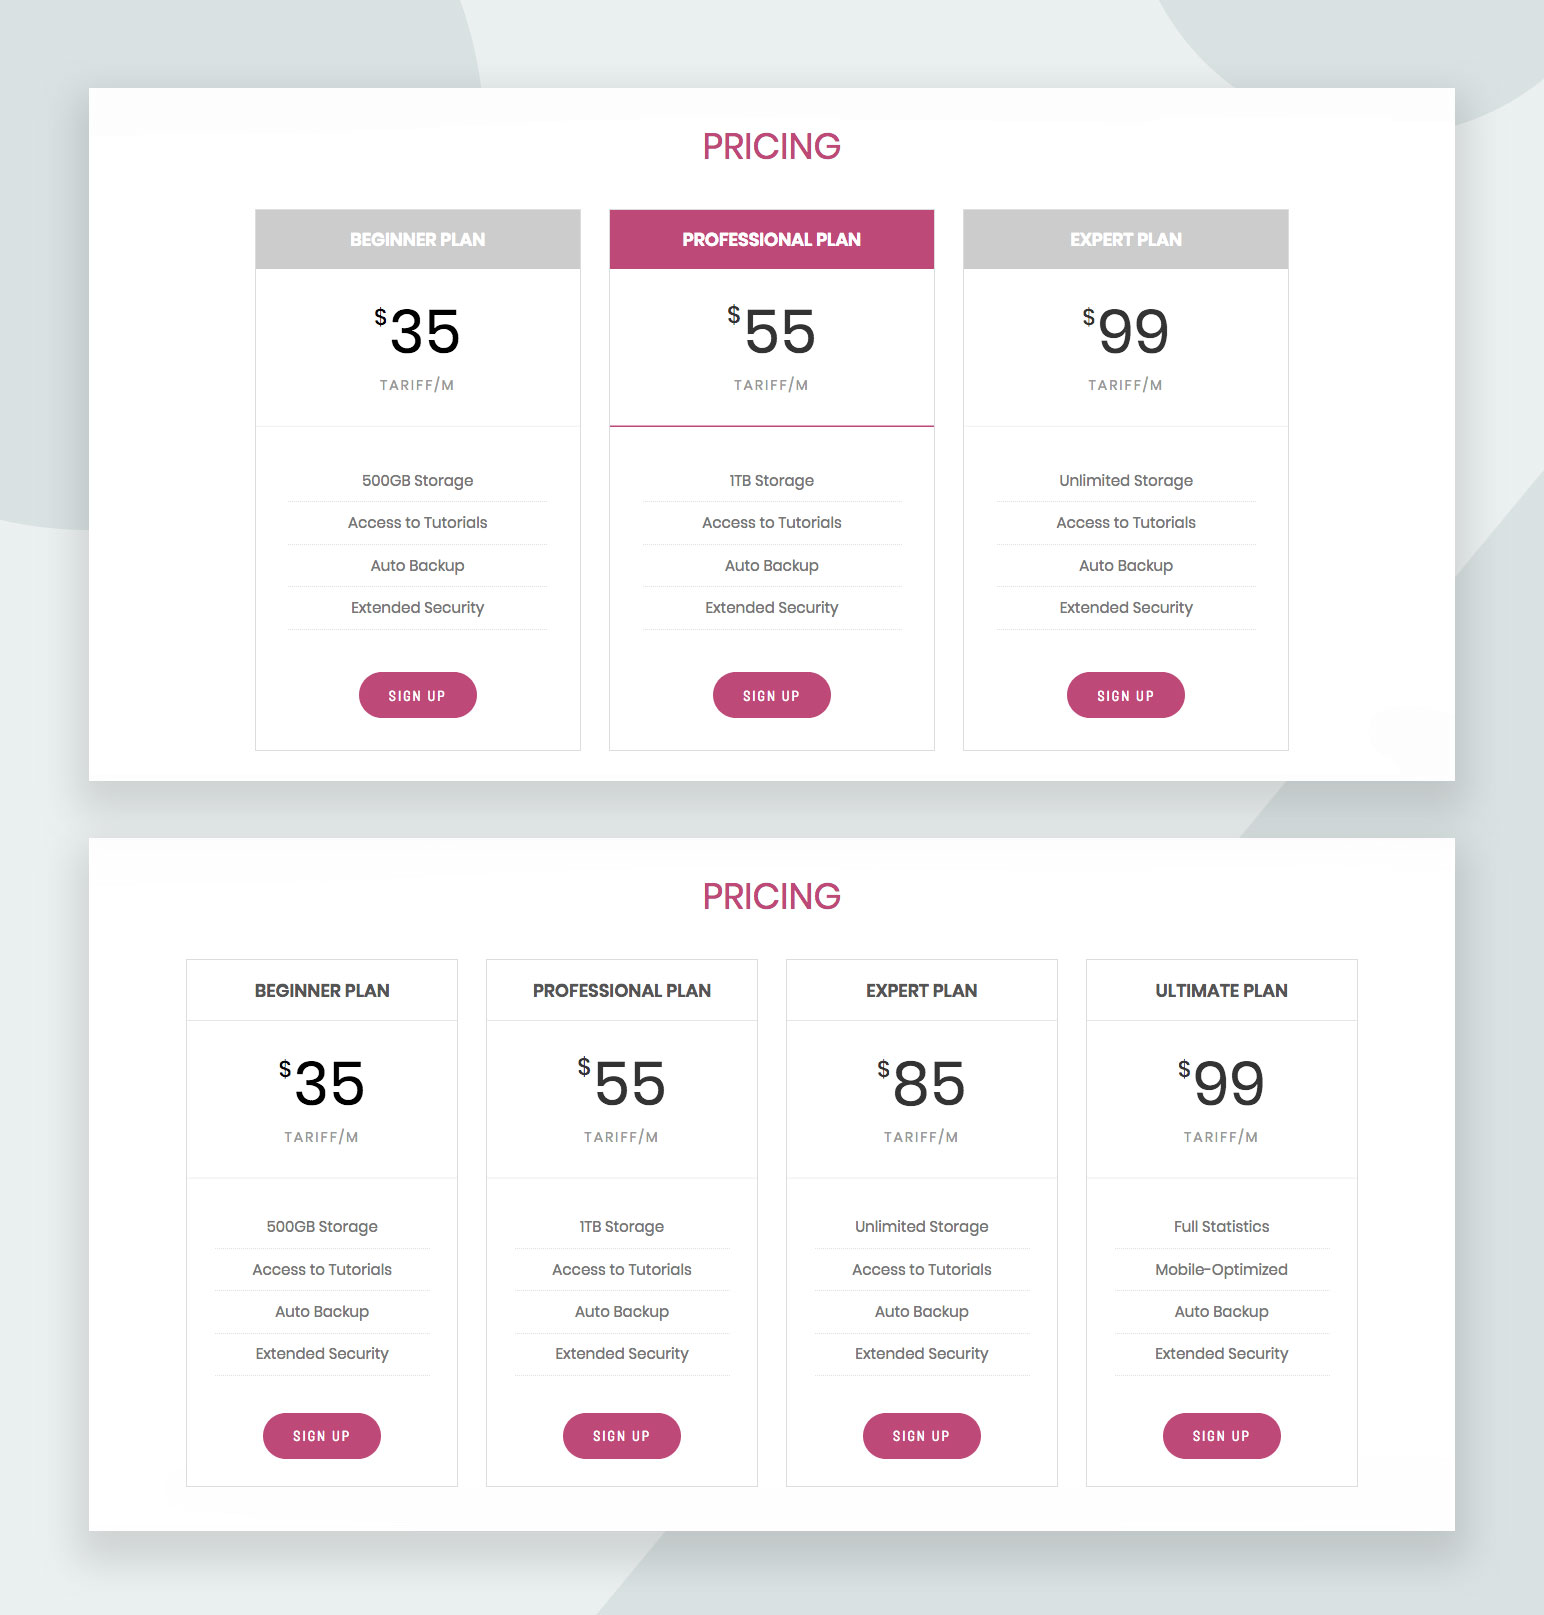 PRICING
BEGINNER PLAN
$35
TARIFF/M
500GB Storage
Access to Tutorials
Auto Backup
Extended Security
SIGN UP
PROFESSIONAL PLAN
$55
TARIFF/M
1TB Storage
Access to Tutorials
Auto Backup
Extended Security
SIGN UP
EXPERT PLAN
$99
TARIFF/M
Unlimited Storage
Access to Tutorials
Auto Backup
Extended Security
SIGN UP
PRICING
BEGINNER PLAN
$35
TARIFF/M
500GB Storage
Access to Tutorials
Auto Backup
Extended Security
SIGN UP
PROFESSIONAL PLAN
$55
TARIFF/M
1TB Storage
Access to Tutorials
Auto Backup
Extended Security
SIGN UP
EXPERT PLAN
$85
TARIFF/M
Unlimited Storage
Access to Tutorials
Auto Backup
Extended Security
SIGN UP
ULTIMATE PLAN
$99
TARIFF/M
Full Statistics
Mobile-Optimized
Auto Backup
Extended Security
SIGN UP